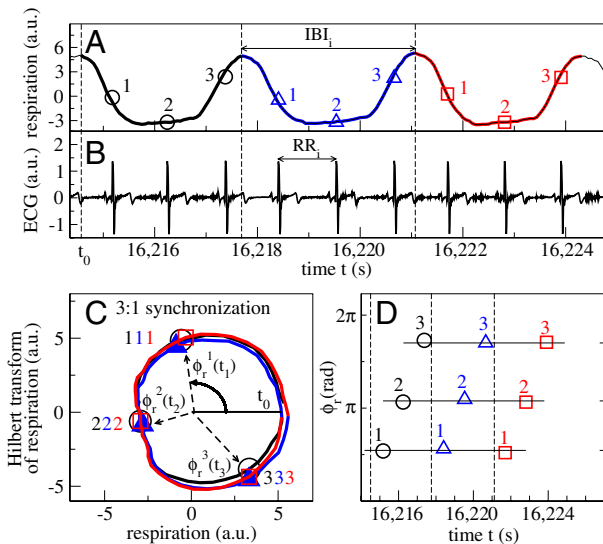 A
IBI_i
respiration (a.u.)
6
3
0
3
1
2
3
1
2
3
1
2
3
B
RR_i
ECG (a.u.)
2
1
0
-1
t_0
16,216
16,218
16,220
16,222
16,224
time t (s)
C
3:1 synchronization
Hilbert transform
of respiration (a.u.)
5
0
-5
111
222
333
ϕ_r^1(t_1)
ϕ_r^2(t_2)
ϕ_r^3(t_3)
t_0
-5
0
5
respiration (a.u.)
D
ϕ_r(rad)
2π
π
3
3
3
2
2
2
1
1
1
16,216
16,220
16,224
time t (s)